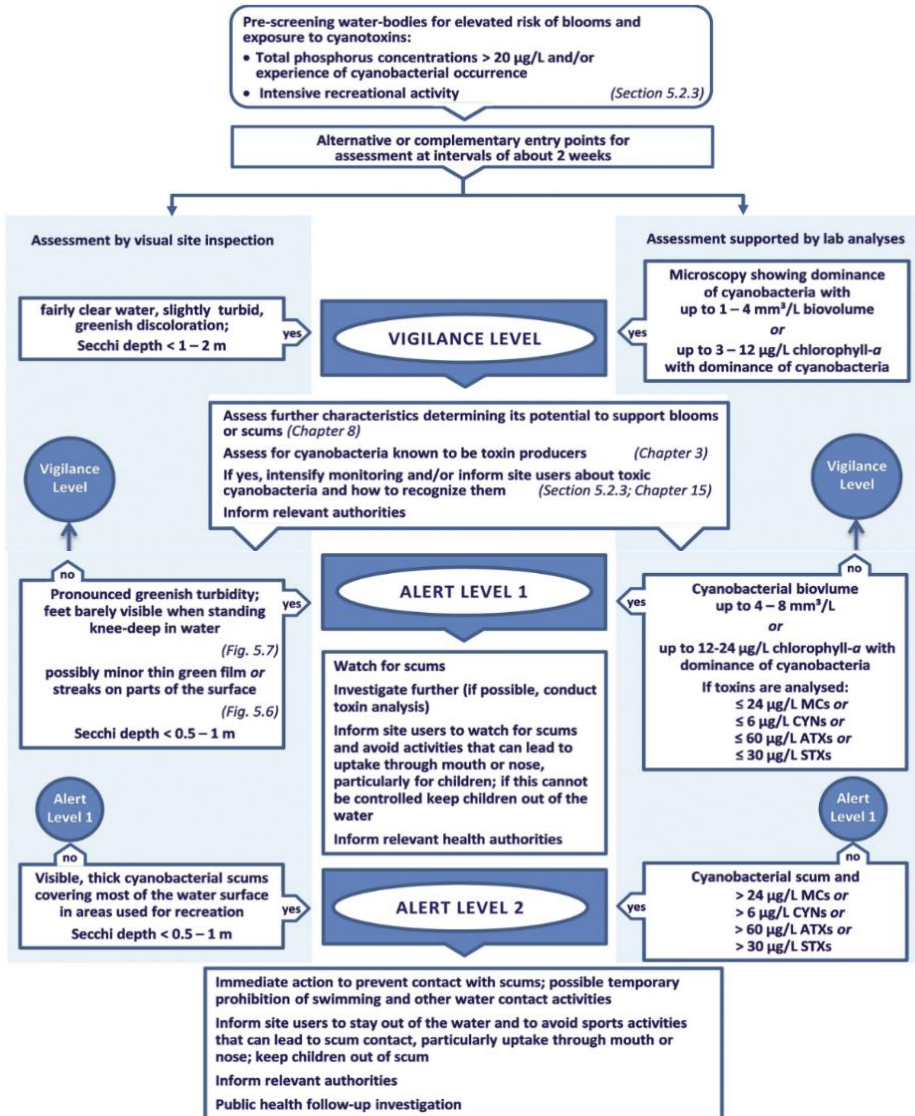 Pre-screening water-bodies for elevated risk of blooms and
exposure to cyanotoxins:
• Total phosphorus concentrations > 20 µg/L and/or
experience of cyanobacterial occurrence
• Intensive recreational activity (Section 5.2.3)
Alternative or complementary entry points for
assessment at intervals of about 2 weeks
Assessment by visual site inspection
Assessment supported by lab analyses
fairly clear water, slightly turbid,
greenish discoloration;
Secchi depth < 1 – 2 m
yes
VIGILANCE LEVEL
yes
Microscopy showing dominance
of cyanobacteria with
up to 1 – 4 mm³/L biovolume
or
up to 3 – 12 µg/L chlorophyll-a
with dominance of cyanobacteria
Assess further characteristics determining its potential to support blooms
or scums (Chapter 8)
Assess for cyanobacteria known to be toxin producers (Chapter 3)
If yes, intensify monitoring and/or inform site users about toxic
cyanobacteria and how to recognize them (Section 5.2.3; Chapter 15)
Inform relevant authorities
Vigilance
Level
Vigilance
Level
no
Pronounced greenish turbidity;
feet barely visible when standing
knee-deep in water
(Fig. 5.7)
possibly minor thin green film or
streaks on parts of the surface
(Fig. 5.6)
Secchi depth < 0.5 – 1 m
yes
ALERT LEVEL 1
yes
no
Cyanobacterial biovlume
up to 4 – 8 mm³/L
or
up to 12-24 µg/L chlorophyll-a with
dominance of cyanobacteria
If toxins are analysed:
≤ 24 µg/L MCs or
≤ 6 µg/L CYNs or
≤ 60 µg/L ATXs or
≤ 30 µg/L STXs
Watch for scums
Investigate further (if possible, conduct
toxin analysis)
Inform site users to watch for scums
and avoid activities that can lead to
uptake through mouth or nose,
particularly for children; if this cannot
be controlled keep children out of the
water
Inform relevant health authorities
Alert
Level 1
Alert
Level 1
no
Visible, thick cyanobacterial scums
covering most of the water surface
in areas used for recreation
Secchi depth < 0.5 – 1 m
yes
ALERT LEVEL 2
yes
no
Cyanobacterial scum and
> 24 µg/L MCs or
> 6 µg/L CYNs or
> 60 µg/L ATXs or
> 30 µg/L STXs
Immediate action to prevent contact with scums; possible temporary
prohibition of swimming and other water contact activities
Inform site users to stay out of the water and to avoid sports activities
that can lead to scum contact, particularly uptake through mouth or
nose; keep children out of scum
Inform relevant authorities
Public health follow-up investigation